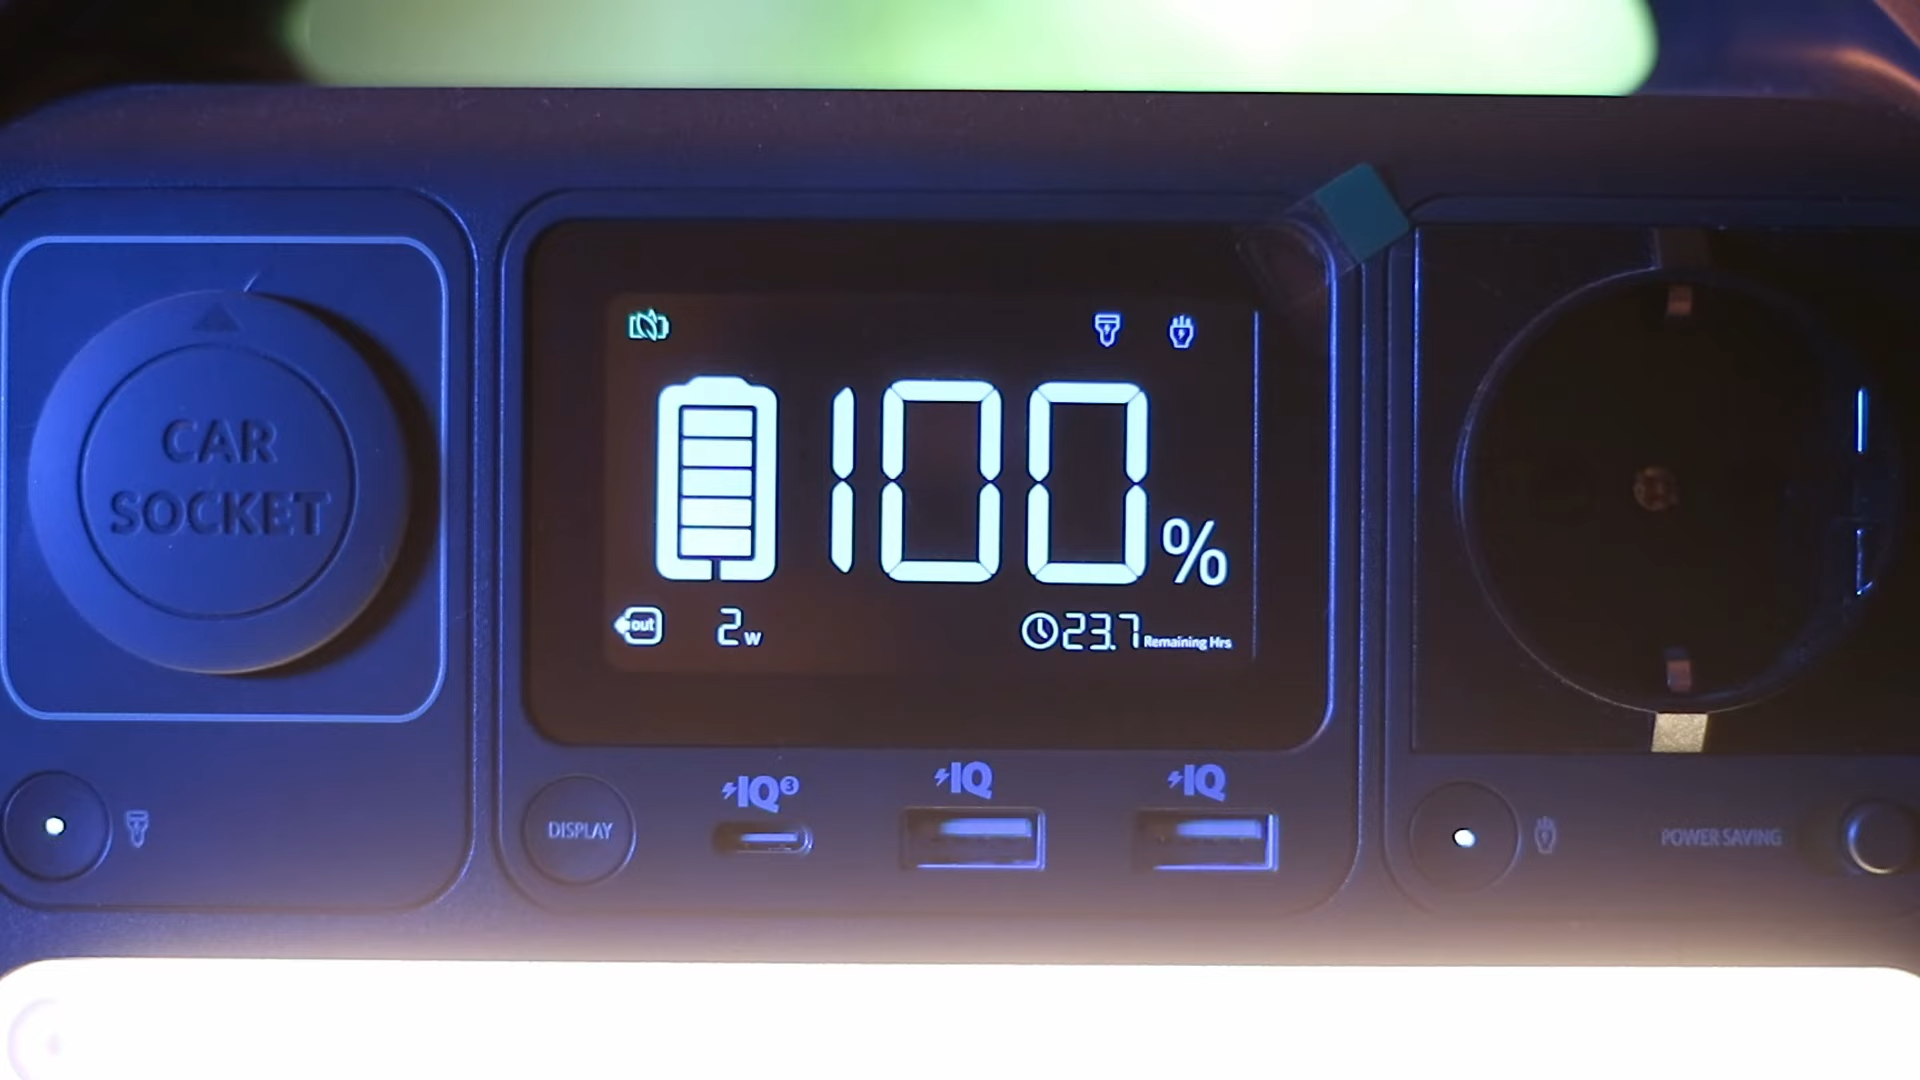 CAR
SOCKET
100%
out 2W
23.7 Remaining Hrs
DISPLAY
IQ3
IQ
IQ
POWER SAVING